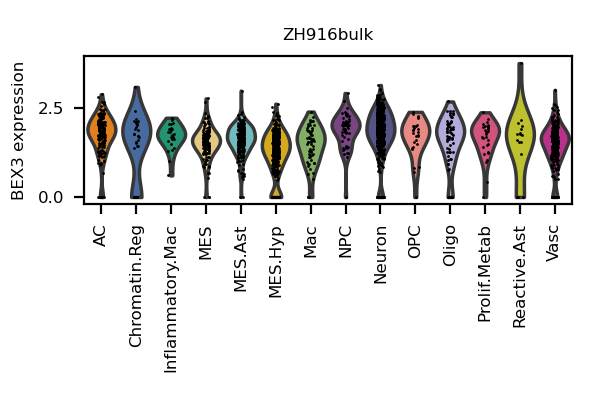 ZH916bulk
BEX3 expression
2.5
0.0
AC
Chromatin.Reg
Inflammatory.Mac
MES
MES.Ast
MES.Hyp
Mac
NPC
Neuron
OPC
Oligo
Prolif.Metab
Reactive.Ast
Vasc